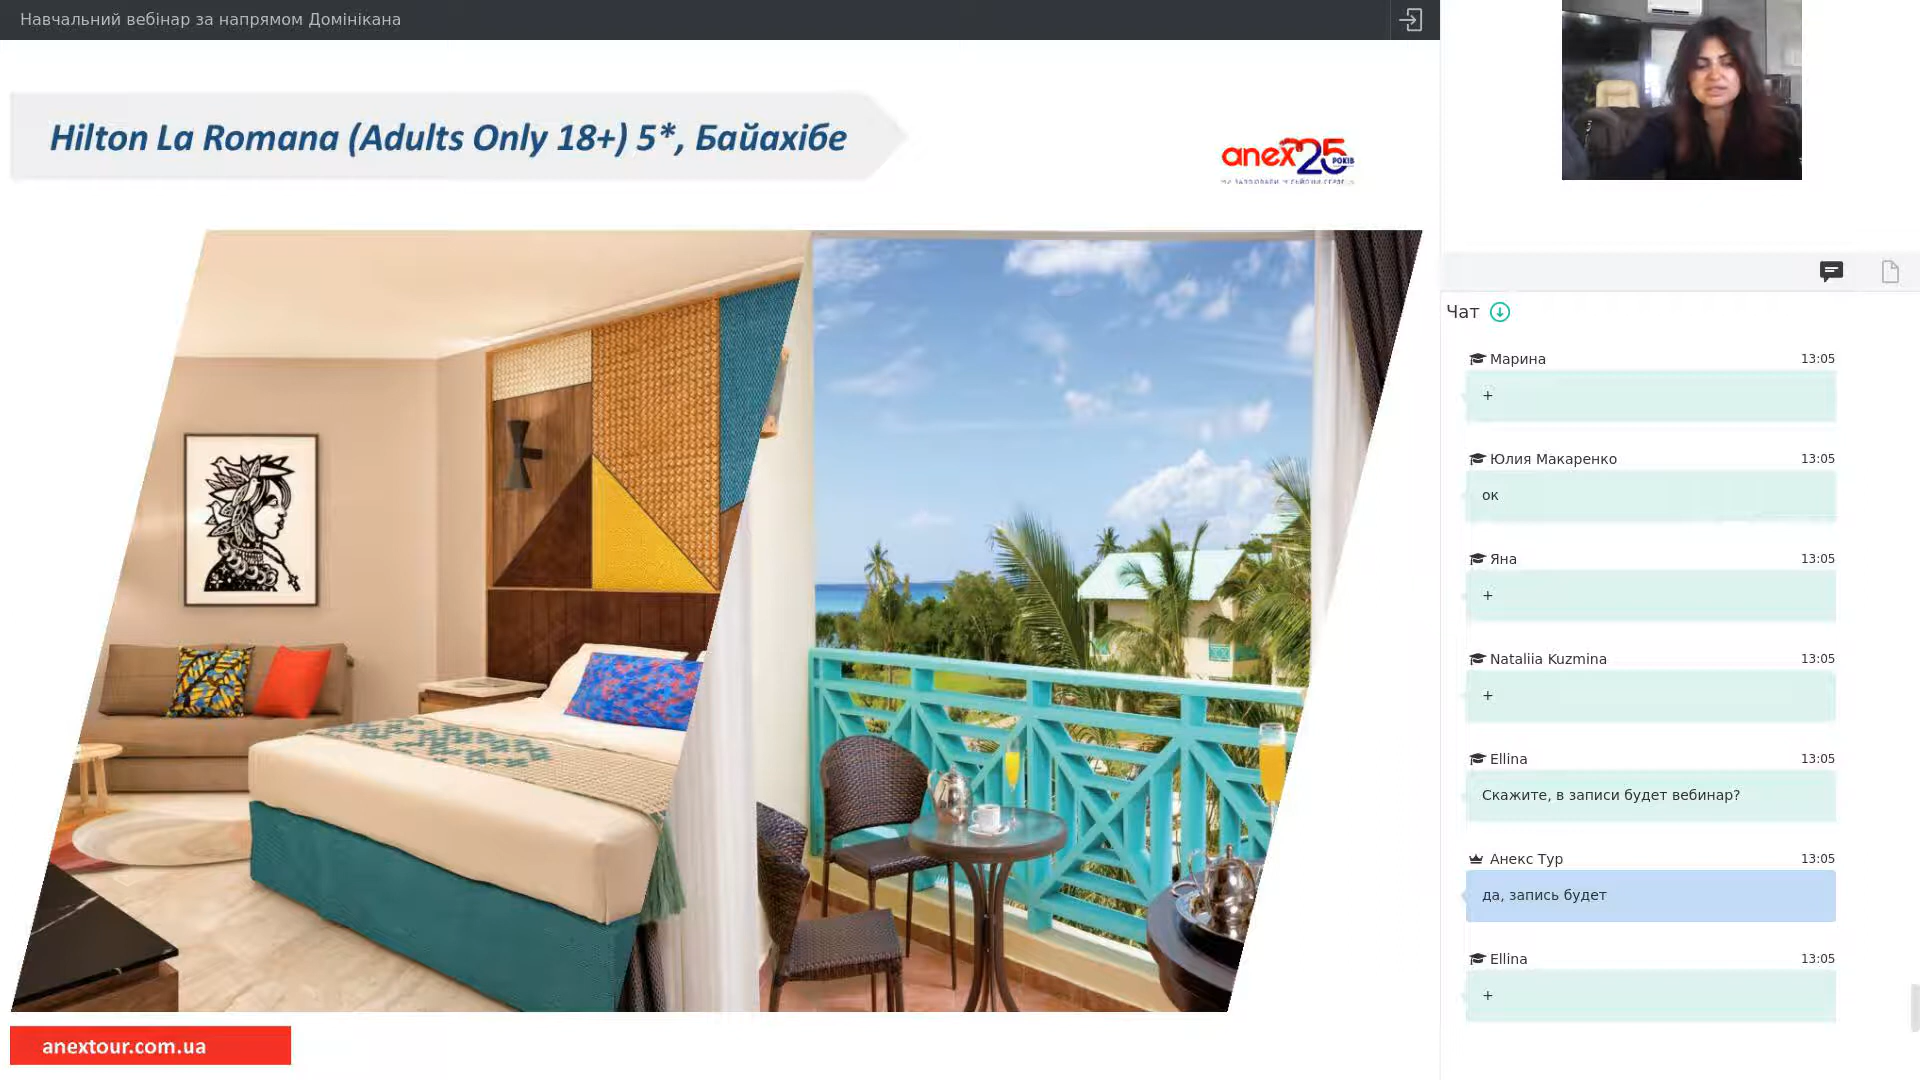 Навчальний вебінар за напрямом Домінікана
Hilton La Romana (Adults Only 18+) 5*, Байахібе
anex 25 РОКІВ
anextour.com.ua
Чат
Марина 13:05
+
Юлия Макаренко 13:05
ок
Яна 13:05
+
Nataliia Kuzmina 13:05
+
Ellina 13:05
Скажите, в записи будет вебинар?
Анекс Тур 13:05
да, запись будет
Ellina 13:05
+